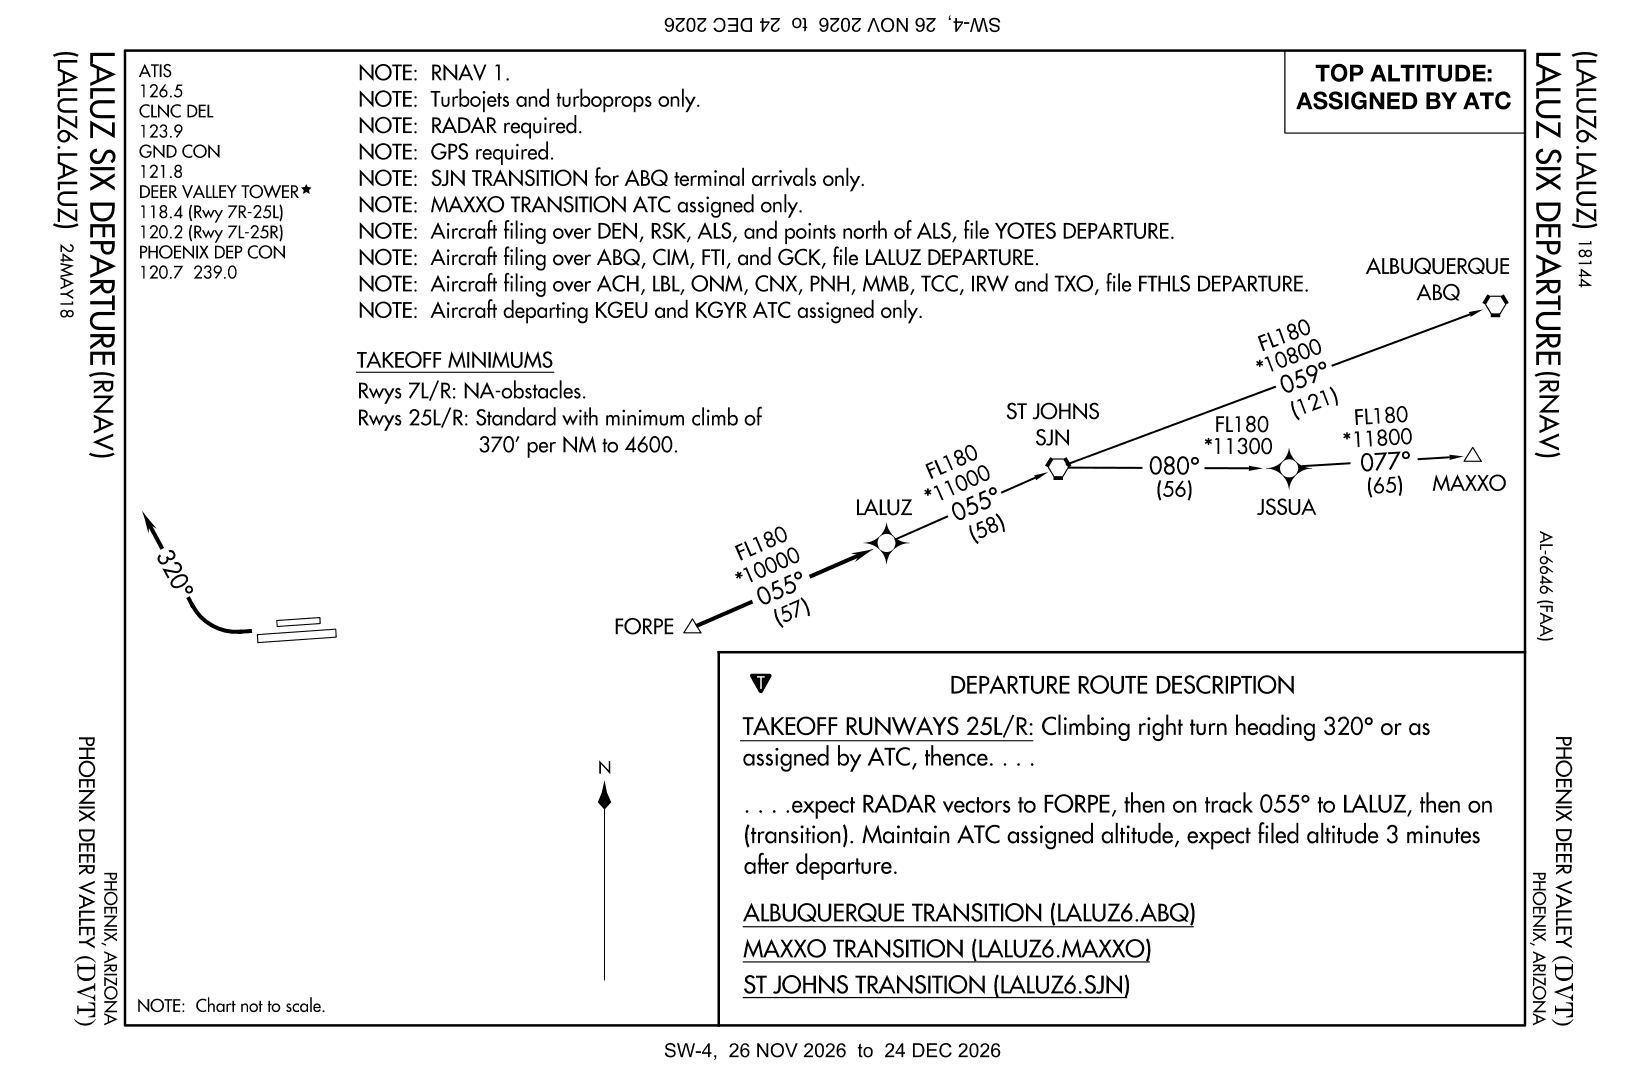 SW-4, 26 NOV 2026 to 24 DEC 2026
(LALUZ6.LALUZ) 24MAY18
LALUZ SIX DEPARTURE (RNAV)
PHOENIX DEER VALLEY (DVT)
PHOENIX, ARIZONA
ATIS
126.5
CLNC DEL
123.9
GND CON
121.8
DEER VALLEY TOWER★
118.4 (Rwy 7R-25L)
120.2 (Rwy 7L-25R)
PHOENIX DEP CON
120.7 239.0
NOTE: RNAV 1.
NOTE: Turbojets and turboprops only.
NOTE: RADAR required.
NOTE: GPS required.
NOTE: SJN TRANSITION for ABQ terminal arrivals only.
NOTE: MAXXO TRANSITION ATC assigned only.
NOTE: Aircraft filing over DEN, RSK, ALS, and points north of ALS, file YOTES DEPARTURE.
NOTE: Aircraft filing over ABQ, CIM, FTI, and GCK, file LALUZ DEPARTURE.
NOTE: Aircraft filing over ACH, LBL, ONM, CNX, PNH, MMB, TCC, IRW and TXO, file FTHLS DEPARTURE.
NOTE: Aircraft departing KGEU and KGYR ATC assigned only.
TOP ALTITUDE:
ASSIGNED BY ATC
TAKEOFF MINIMUMS
Rwys 7L/R: NA-obstacles.
Rwys 25L/R: Standard with minimum climb of
370' per NM to 4600.
320°
FORPE
FL180
*10000
055°
(57)
LALUZ
FL180
*11000
055°
(58)
ST JOHNS
SJN
FL180
*10800
059°
(121)
ALBUQUERQUE
ABQ
080°
(56)
FL180
*11300
JSSUA
FL180
*11800
077°
(65)
MAXXO
N
NOTE: Chart not to scale.
T
DEPARTURE ROUTE DESCRIPTION
TAKEOFF RUNWAYS 25L/R: Climbing right turn heading 320° or as
assigned by ATC, thence. . . .
. . . .expect RADAR vectors to FORPE, then on track 055° to LALUZ, then on
(transition). Maintain ATC assigned altitude, expect filed altitude 3 minutes
after departure.
ALBUQUERQUE TRANSITION (LALUZ6.ABQ)
MAXXO TRANSITION (LALUZ6.MAXXO)
ST JOHNS TRANSITION (LALUZ6.SJN)
LALUZ SIX DEPARTURE (RNAV)
(LALUZ6.LALUZ) 18144
AL-6646 (FAA)
PHOENIX DEER VALLEY (DVT)
PHOENIX, ARIZONA
SW-4, 26 NOV 2026 to 24 DEC 2026